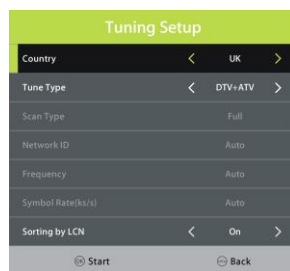 Tuning Setup
Country < UK >
Tune Type < DTV+ATV >
Scan Type Full
Network ID Auto
Frequency Auto
Symbol Rate(ks/s) Auto
Sorting by LCN < On >
OK Start Back